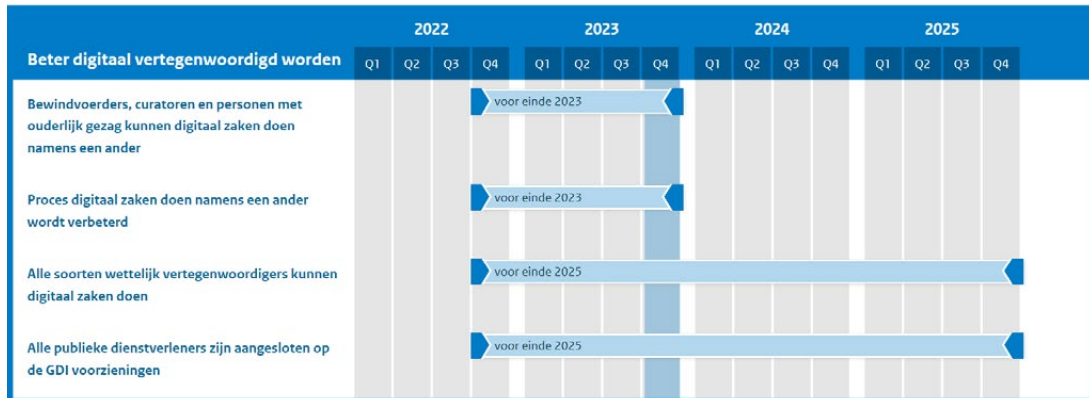 2022 2023 2024 2025
Beter digitaal vertegenwoordigd worden Q1 Q2 Q3 Q4 Q1 Q2 Q3 Q4 Q1 Q2 Q3 Q4 Q1 Q2 Q3 Q4
Bewindvoerders, curatoren en personen met
ouderlijk gezag kunnen digitaal zaken doen
namens een ander
voor einde 2023
Proces digitaal zaken doen namens een ander
wordt verbeterd
voor einde 2023
Alle soorten wettelijk vertegenwoordigers kunnen
digitaal zaken doen
voor einde 2025
Alle publieke dienstverleners zijn aangesloten op
de GDI voorzieningen
voor einde 2025